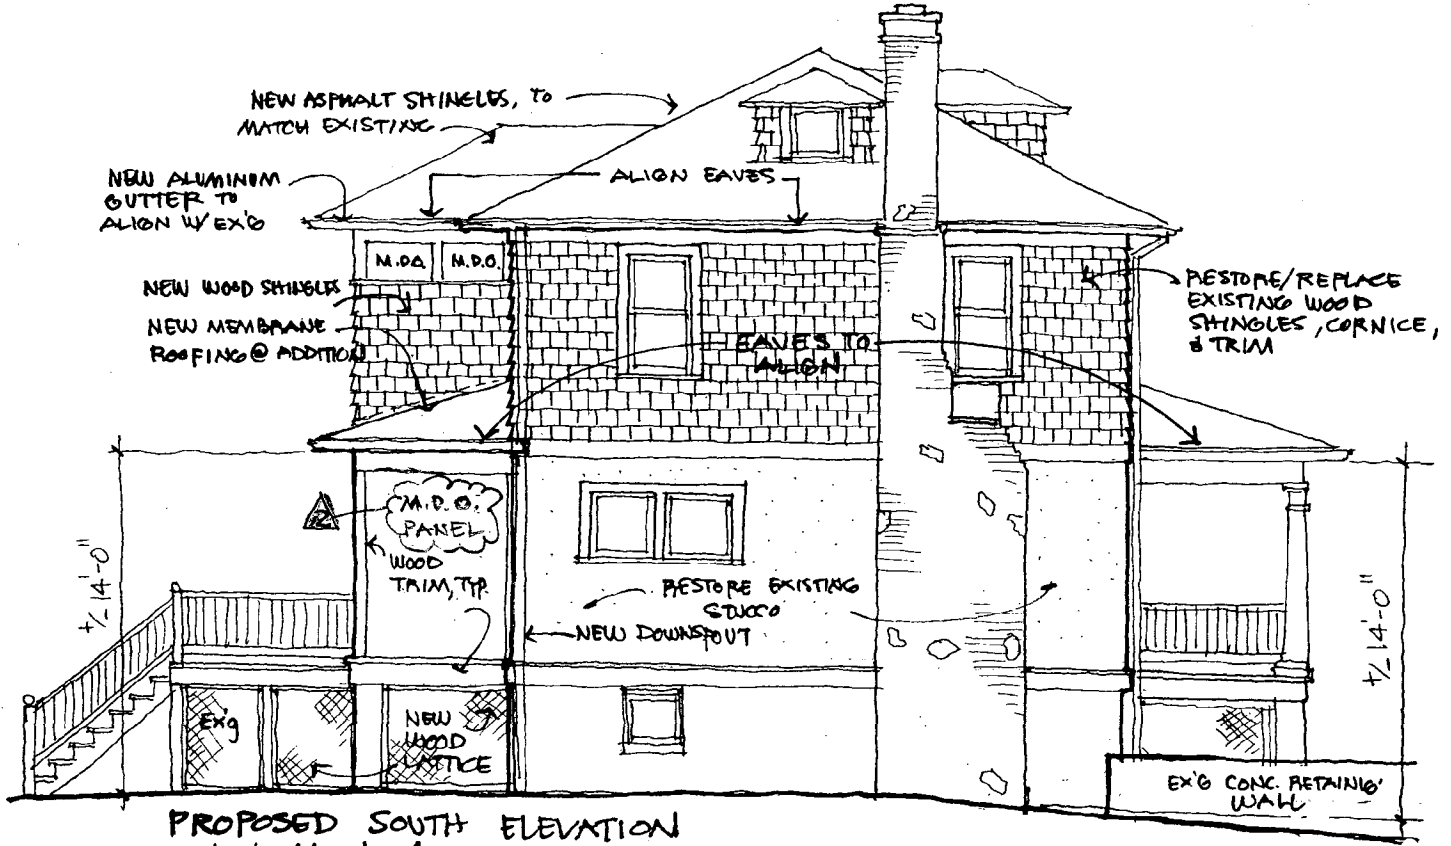 NEW ASPHALT SHINGLES, TO
MATCH EXISTING
NEW ALUMINUM
GUTTER TO
ALIGN W/ EX'G
ALIGN EAVES
M.D.O.
M.D.O.
NEW WOOD SHINGLES
NEW MEMBRANE
ROOFING @ ADDITION
EAVES TO
ALIGN
RESTORE/REPLACE
EXISTING WOOD
SHINGLES, CORNICE,
& TRIM
2
M.D.O.
PANEL
WOOD
TRIM, TYP.
RESTORE EXISTING
STUCCO
NEW DOWNSPOUT
+/- 14'-0"
+/- 14'-0"
Ex'g
NEW
WOOD
LATTICE
EX'G CONC. RETAIN'G
WALL
PROPOSED SOUTH ELEVATION